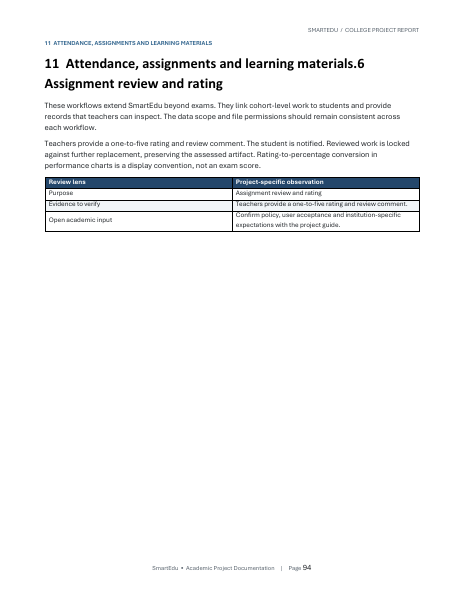 SMARTEDU / COLLEGE PROJECT REPORT
11 ATTENDANCE, ASSIGNMENTS AND LEARNING MATERIALS
11 Attendance, assignments and learning materials.6
Assignment review and rating
These workflows extend SmartEdu beyond exams. They link cohort-level work to students and provide
records that teachers can inspect. The data scope and file permissions should remain consistent across
each workflow.
Teachers provide a one-to-five rating and review comment. The student is notified. Reviewed work is locked
against further replacement, preserving the assessed artifact. Rating-to-percentage conversion in
performance charts is a display convention, not an exam score.
Review lens Project-specific observation
Purpose Assignment review and rating
Evidence to verify Teachers provide a one-to-five rating and review comment.
Open academic input Confirm policy, user acceptance and institution-specific
expectations with the project guide.
SmartEdu • Academic Project Documentation | Page 94